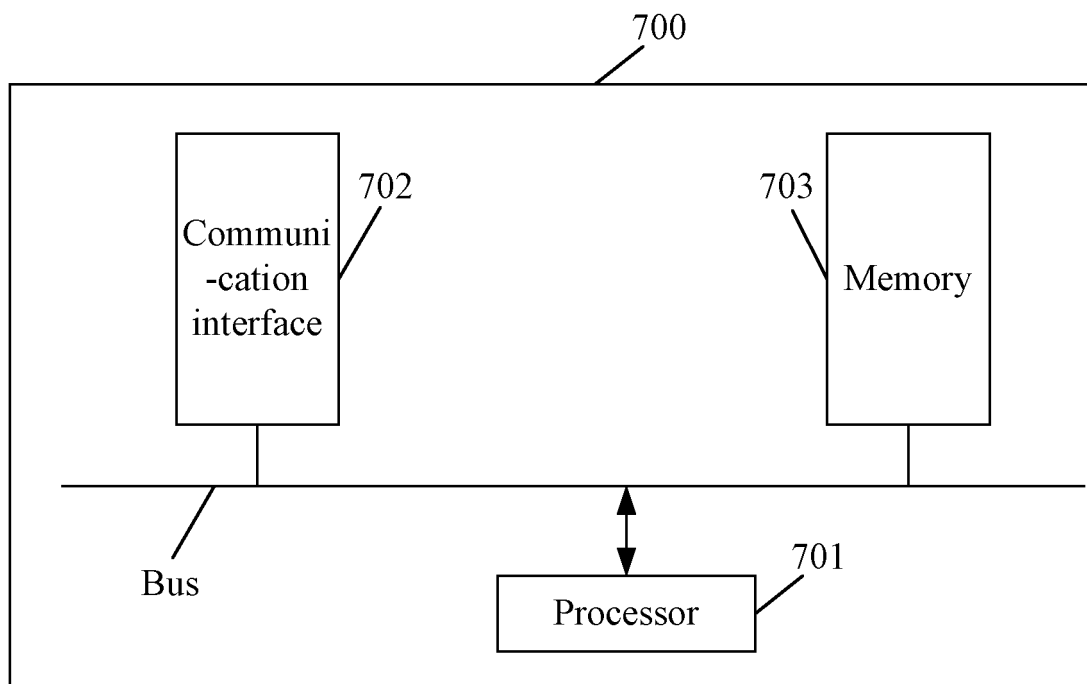 700
702
703
Communi
-cation
interface
Memory
Bus
701
Processor